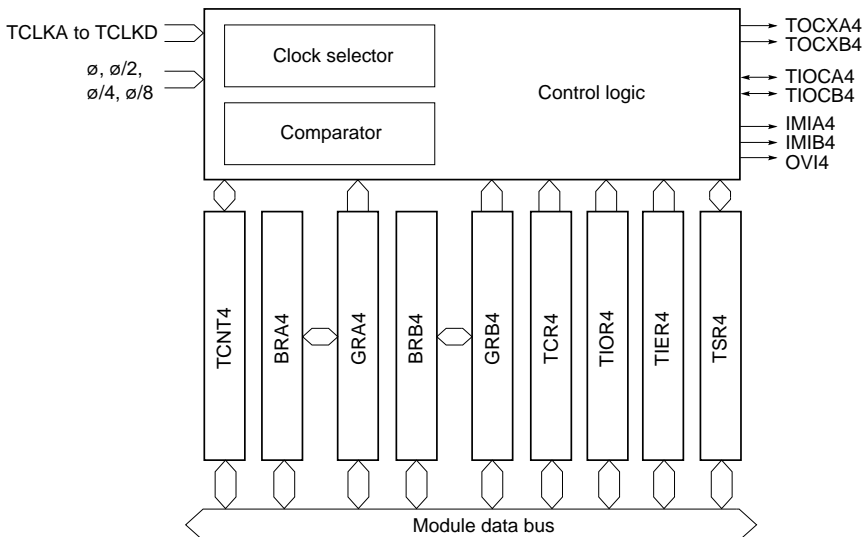 TCLKA to TCLKD
ø, ø/2,
ø/4, ø/8
Clock selector
Comparator
Control logic
TOCXA4
TOCXB4
TIOCA4
TIOCB4
IMIA4
IMIB4
OVI4
TCNT4
BRA4
GRA4
BRB4
GRB4
TCR4
TIOR4
TIER4
TSR4
Module data bus